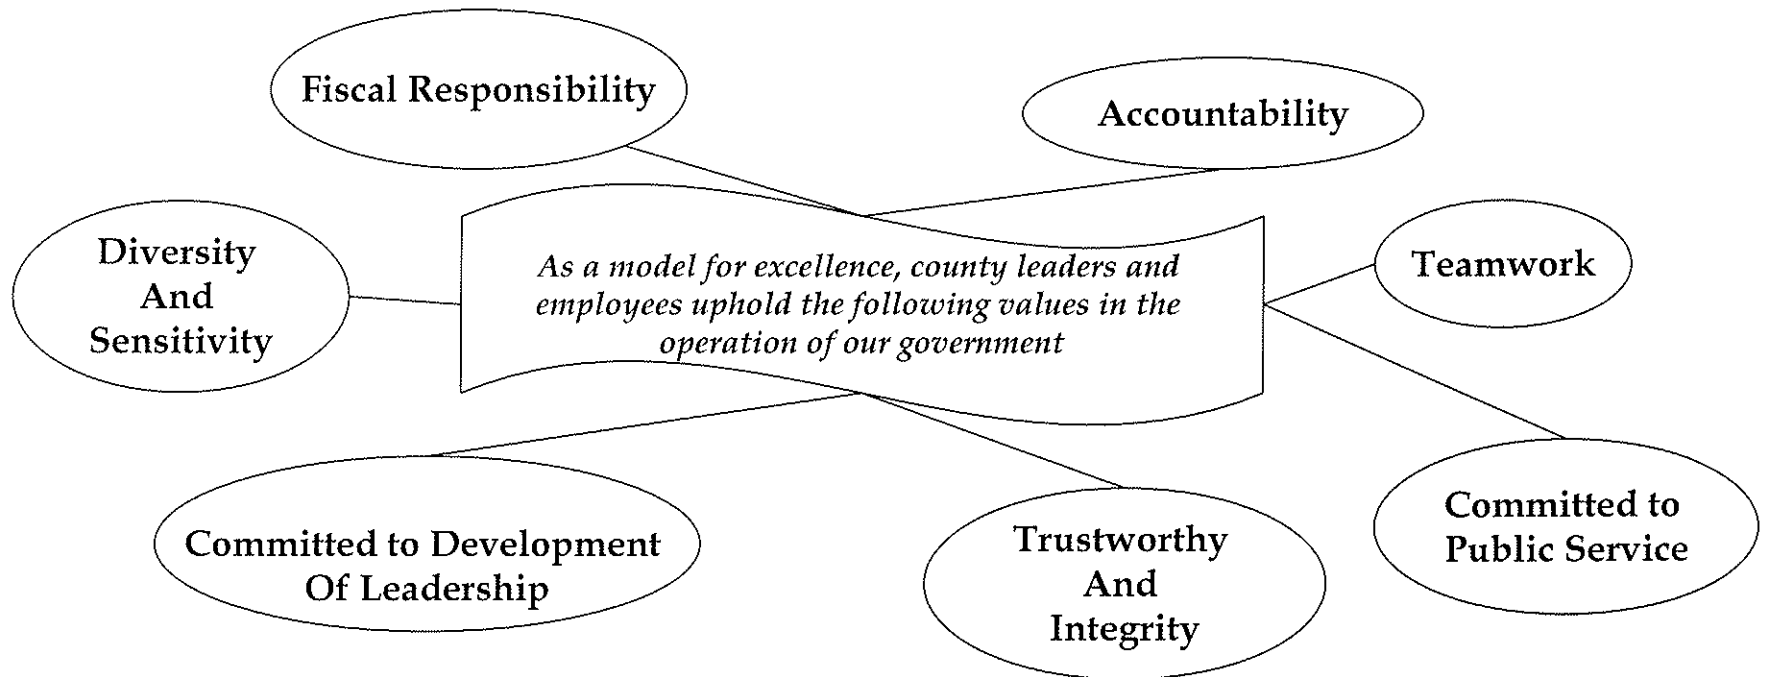 Fiscal Responsibility
Accountability
Diversity
And
Sensitivity
As a model for excellence, county leaders and
employees uphold the following values in the
operation of our government
Teamwork
Committed to Development
Of Leadership
Trustworthy
And
Integrity
Committed to
Public Service